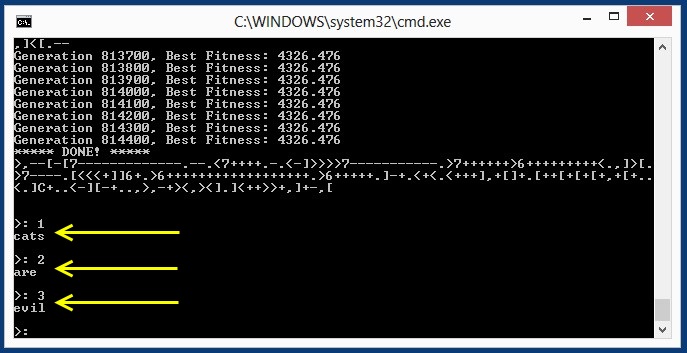 C:\WINDOWS\system32\cmd.exe
,]<[.--
Generation 813700, Best Fitness: 4326.476
Generation 813800, Best Fitness: 4326.476
Generation 813900, Best Fitness: 4326.476
Generation 814000, Best Fitness: 4326.476
Generation 814100, Best Fitness: 4326.476
Generation 814200, Best Fitness: 4326.476
Generation 814300, Best Fitness: 4326.476
Generation 814400, Best Fitness: 4326.476
***** DONE! *****
>,--[-[7-------------.--.<7++++.-.<-]>>>>7-----------.>7++++++>6+++++++++<.,]>[.
>7----.[<<<+]]6+.>6++++++++++++++++++.>6+++++.]-+.<+<.<+++],+[]+.[++[+[+[+,+[+..
<.]C+..<-][-+..,>,-+><,><].]<++>>+,]+-,[
>: 1
cats
>: 2
are
>: 3
evil
>: